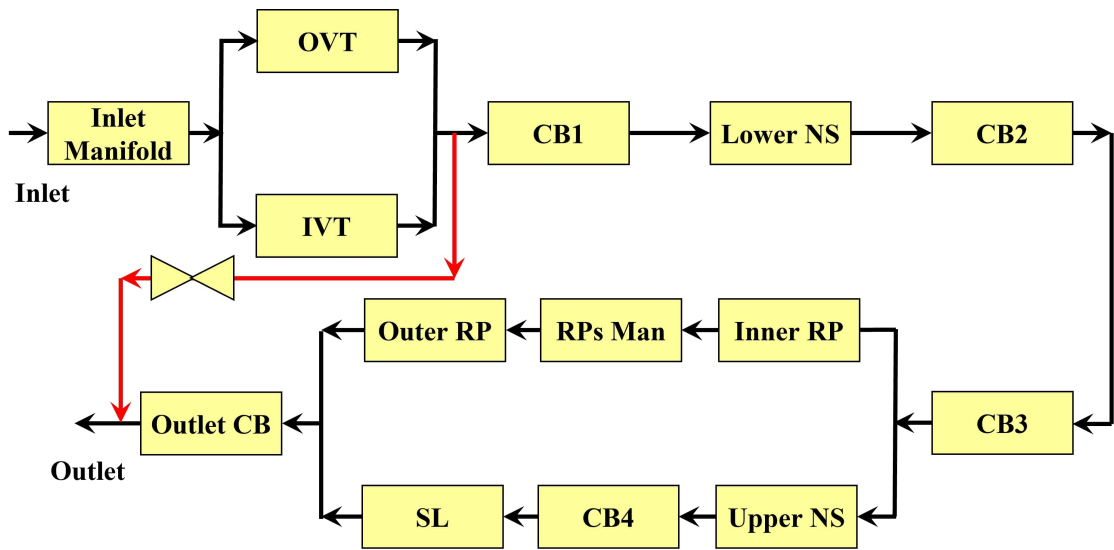 OVT
Inlet
Manifold
CB1
Lower NS
CB2
Inlet
IVT
Outer RP
RPs Man
Inner RP
Outlet CB
CB3
Outlet
SL
CB4
Upper NS